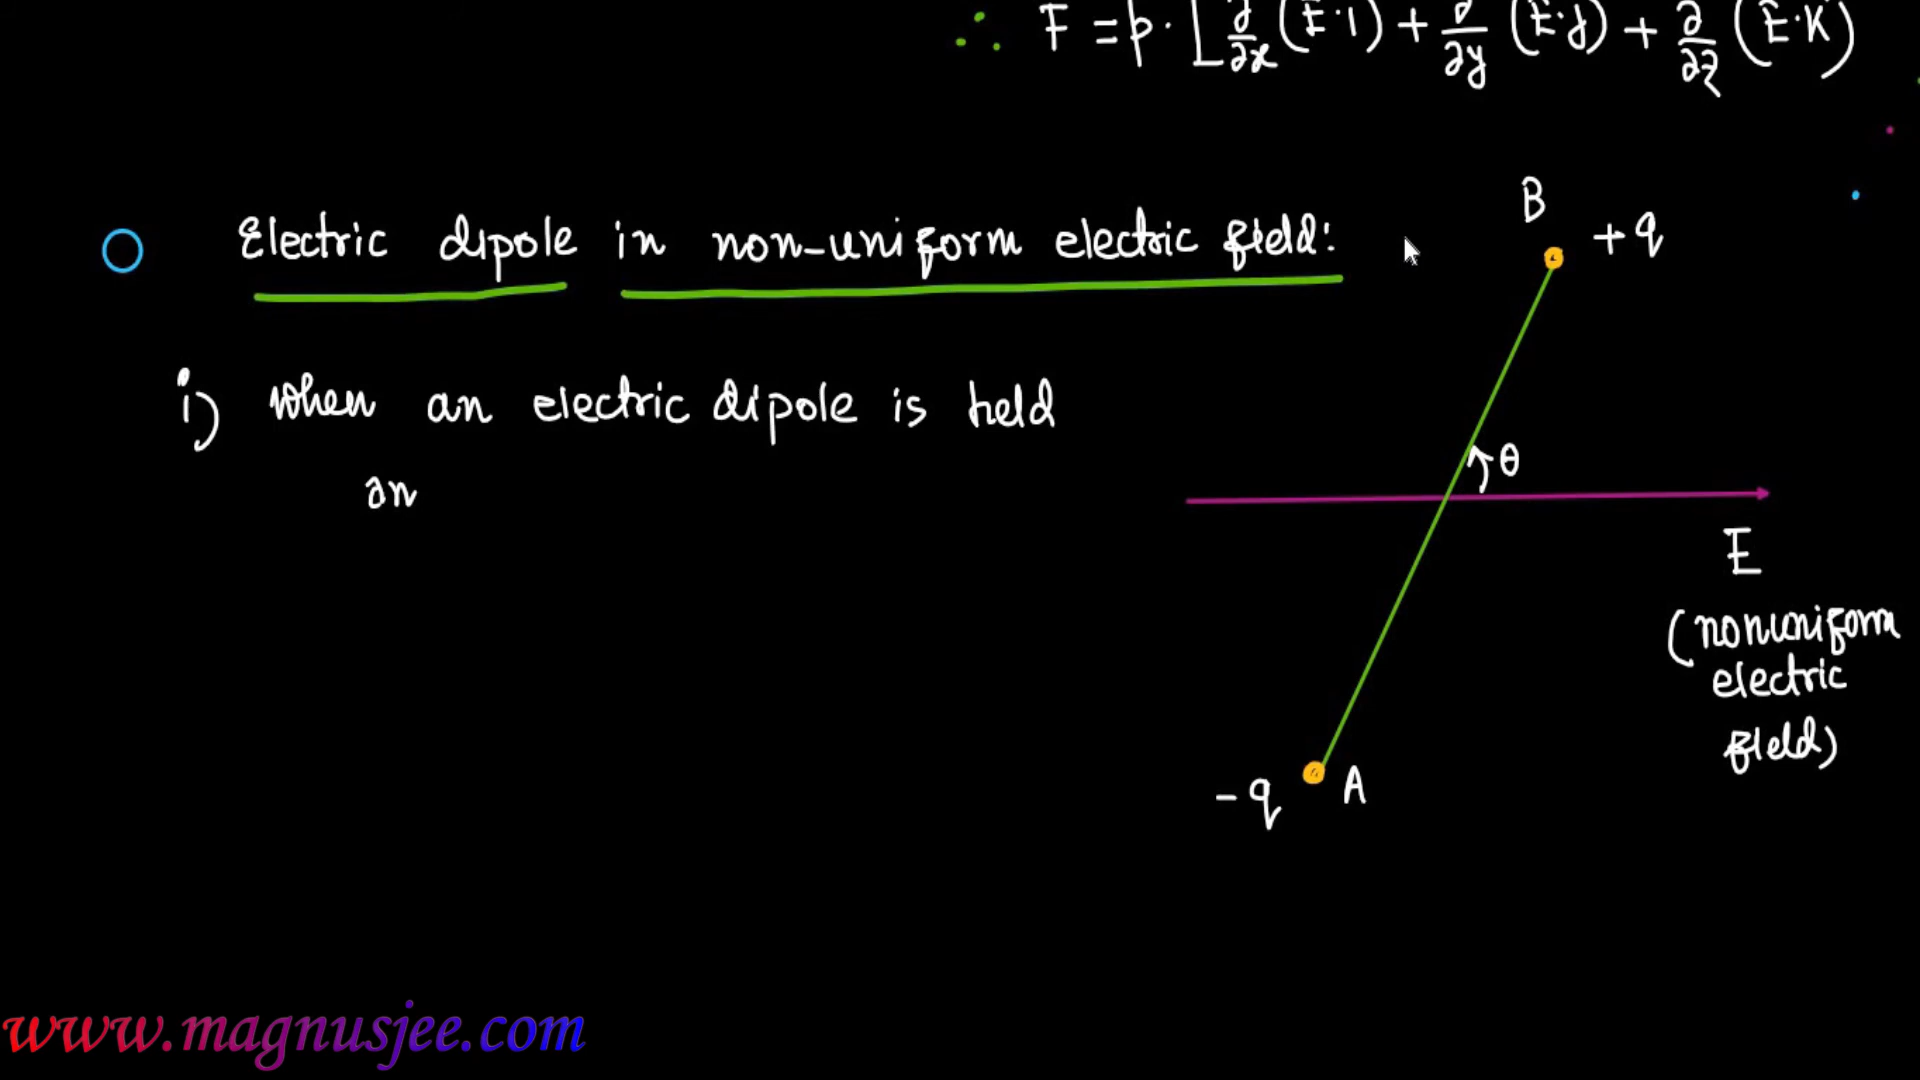 ∴ F = p · [ ∂/∂x (E·i) + ∂/∂y (E·j) + ∂/∂z (E·K)
Electric dipole in non-uniform electric field:
B
+q
i) when an electric dipole is held
an
θ
E
(nonuniform
electric
field)
-q A
www.magnusjee.com